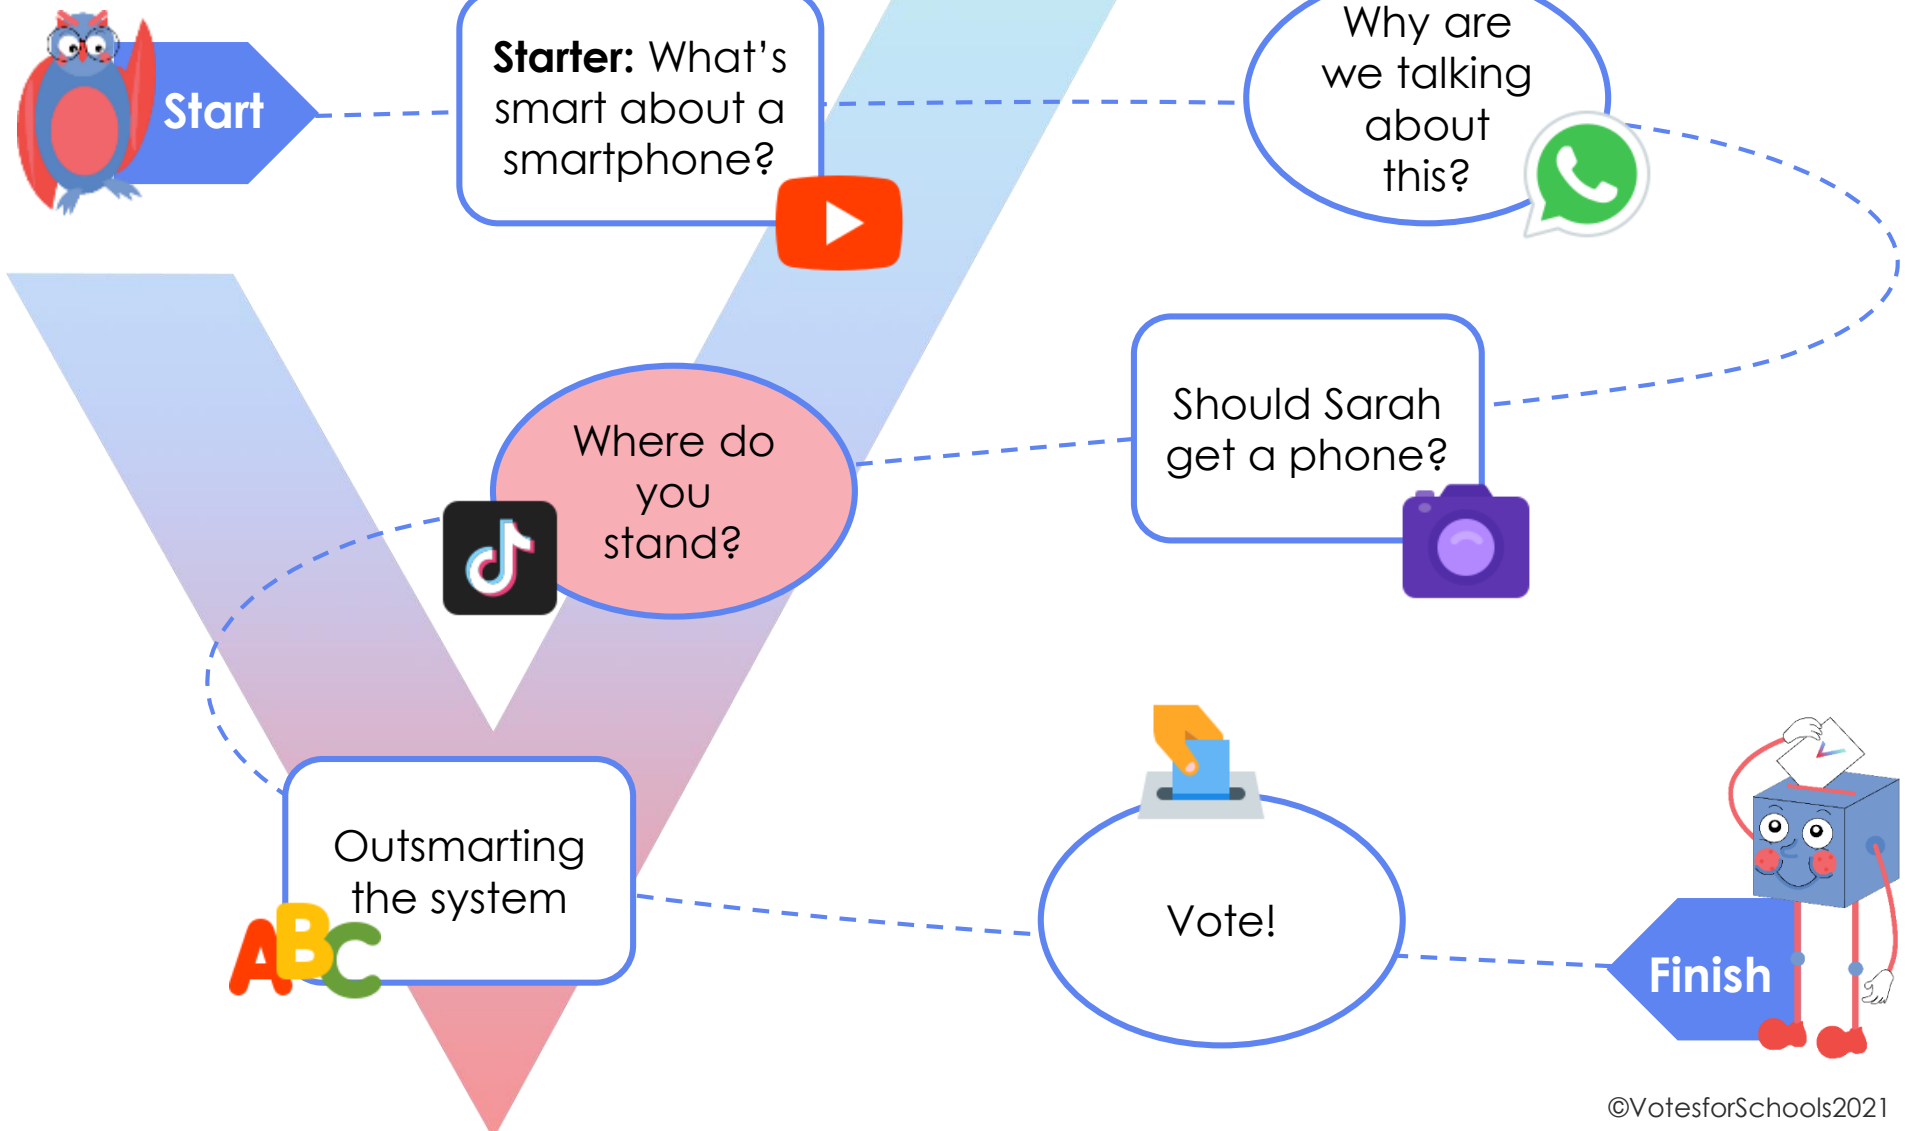 Start
Starter: What's
smart about a
smartphone?
Why are
we talking
about
this?
Should Sarah
get a phone?
Where do
you
stand?
Outsmarting
the system
ABC
Vote!
Finish
©VotesforSchools2021